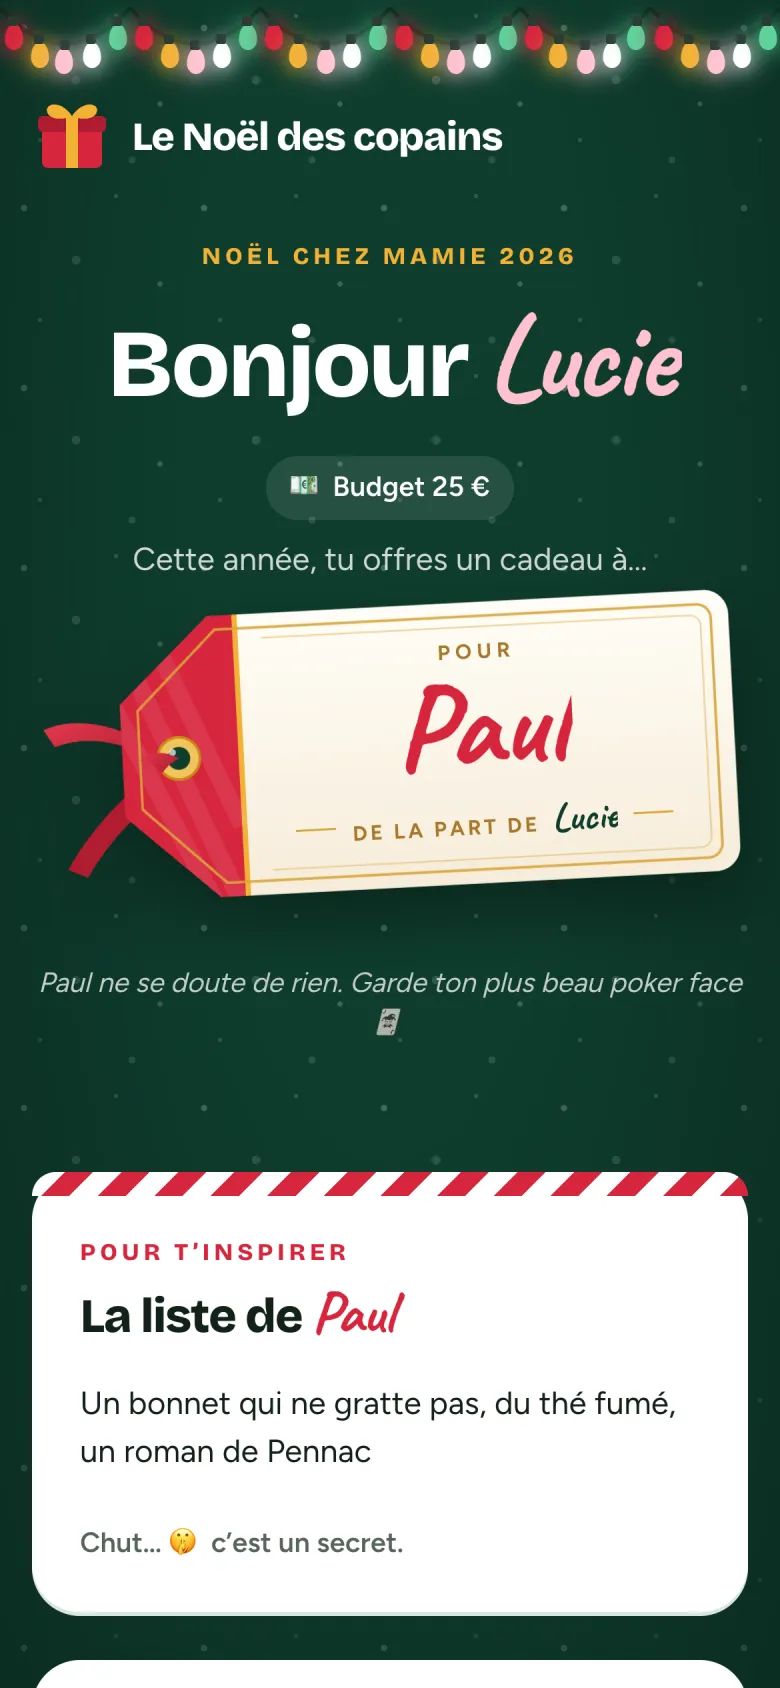 Le Noël des copains
NOËL CHEZ MAMIE 2026
Bonjour Lucie
💶 Budget 25 €
Cette année, tu offres un cadeau à…
POUR
Paul
DE LA PART DE Lucie
Paul ne se doute de rien. Garde ton plus beau poker face
🃏
POUR T’INSPIRER
La liste de Paul
Un bonnet qui ne gratte pas, du thé fumé,
un roman de Pennac
Chut… 🤫 c’est un secret.